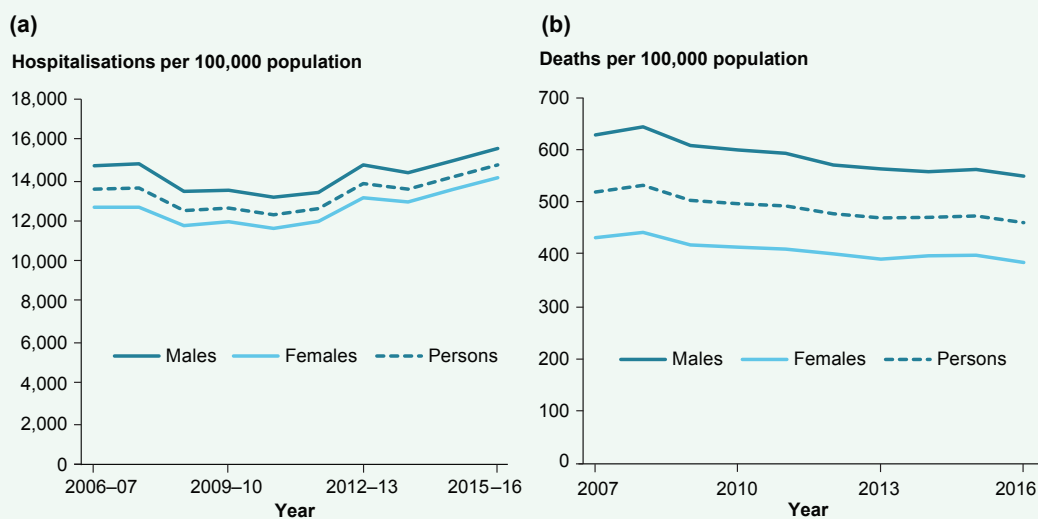 (a)
Hospitalisations per 100,000 population
18,000
16,000
14,000
12,000
10,000
8,000
6,000
4,000
2,000
0
Males
Females
Persons
2006–07
2009–10
2012–13
2015–16
Year
(b)
Deaths per 100,000 population
700
600
500
400
300
200
100
0
Males
Females
Persons
2007
2010
2013
2016
Year